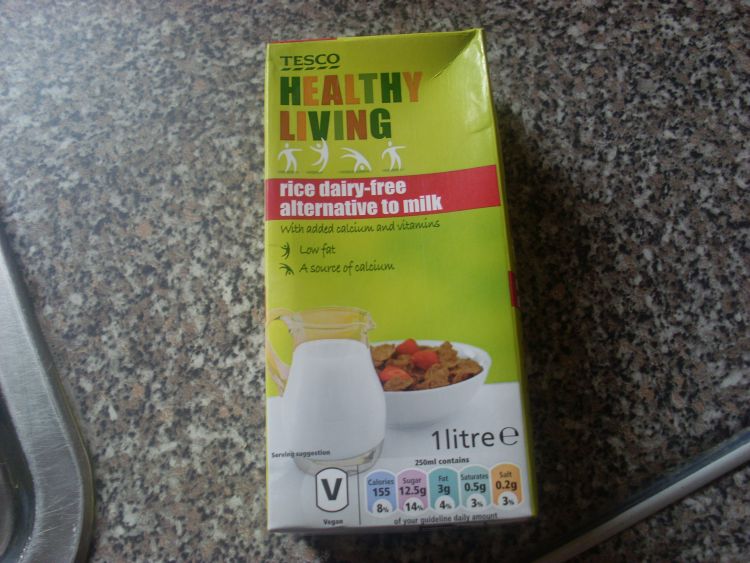 TESCO
HEALTHY
LIVING
rice dairy-free
alternative to milk
With added calcium and vitamins
Low fat
A source of calcium
1 litre e
Serving suggestion
250ml contains
V
Vegan
Calories Sugar Fat Saturates Salt
155 12.5g 3g 0.5g 0.2g
8% 14% 4% 3% 3%
of your guideline daily amount